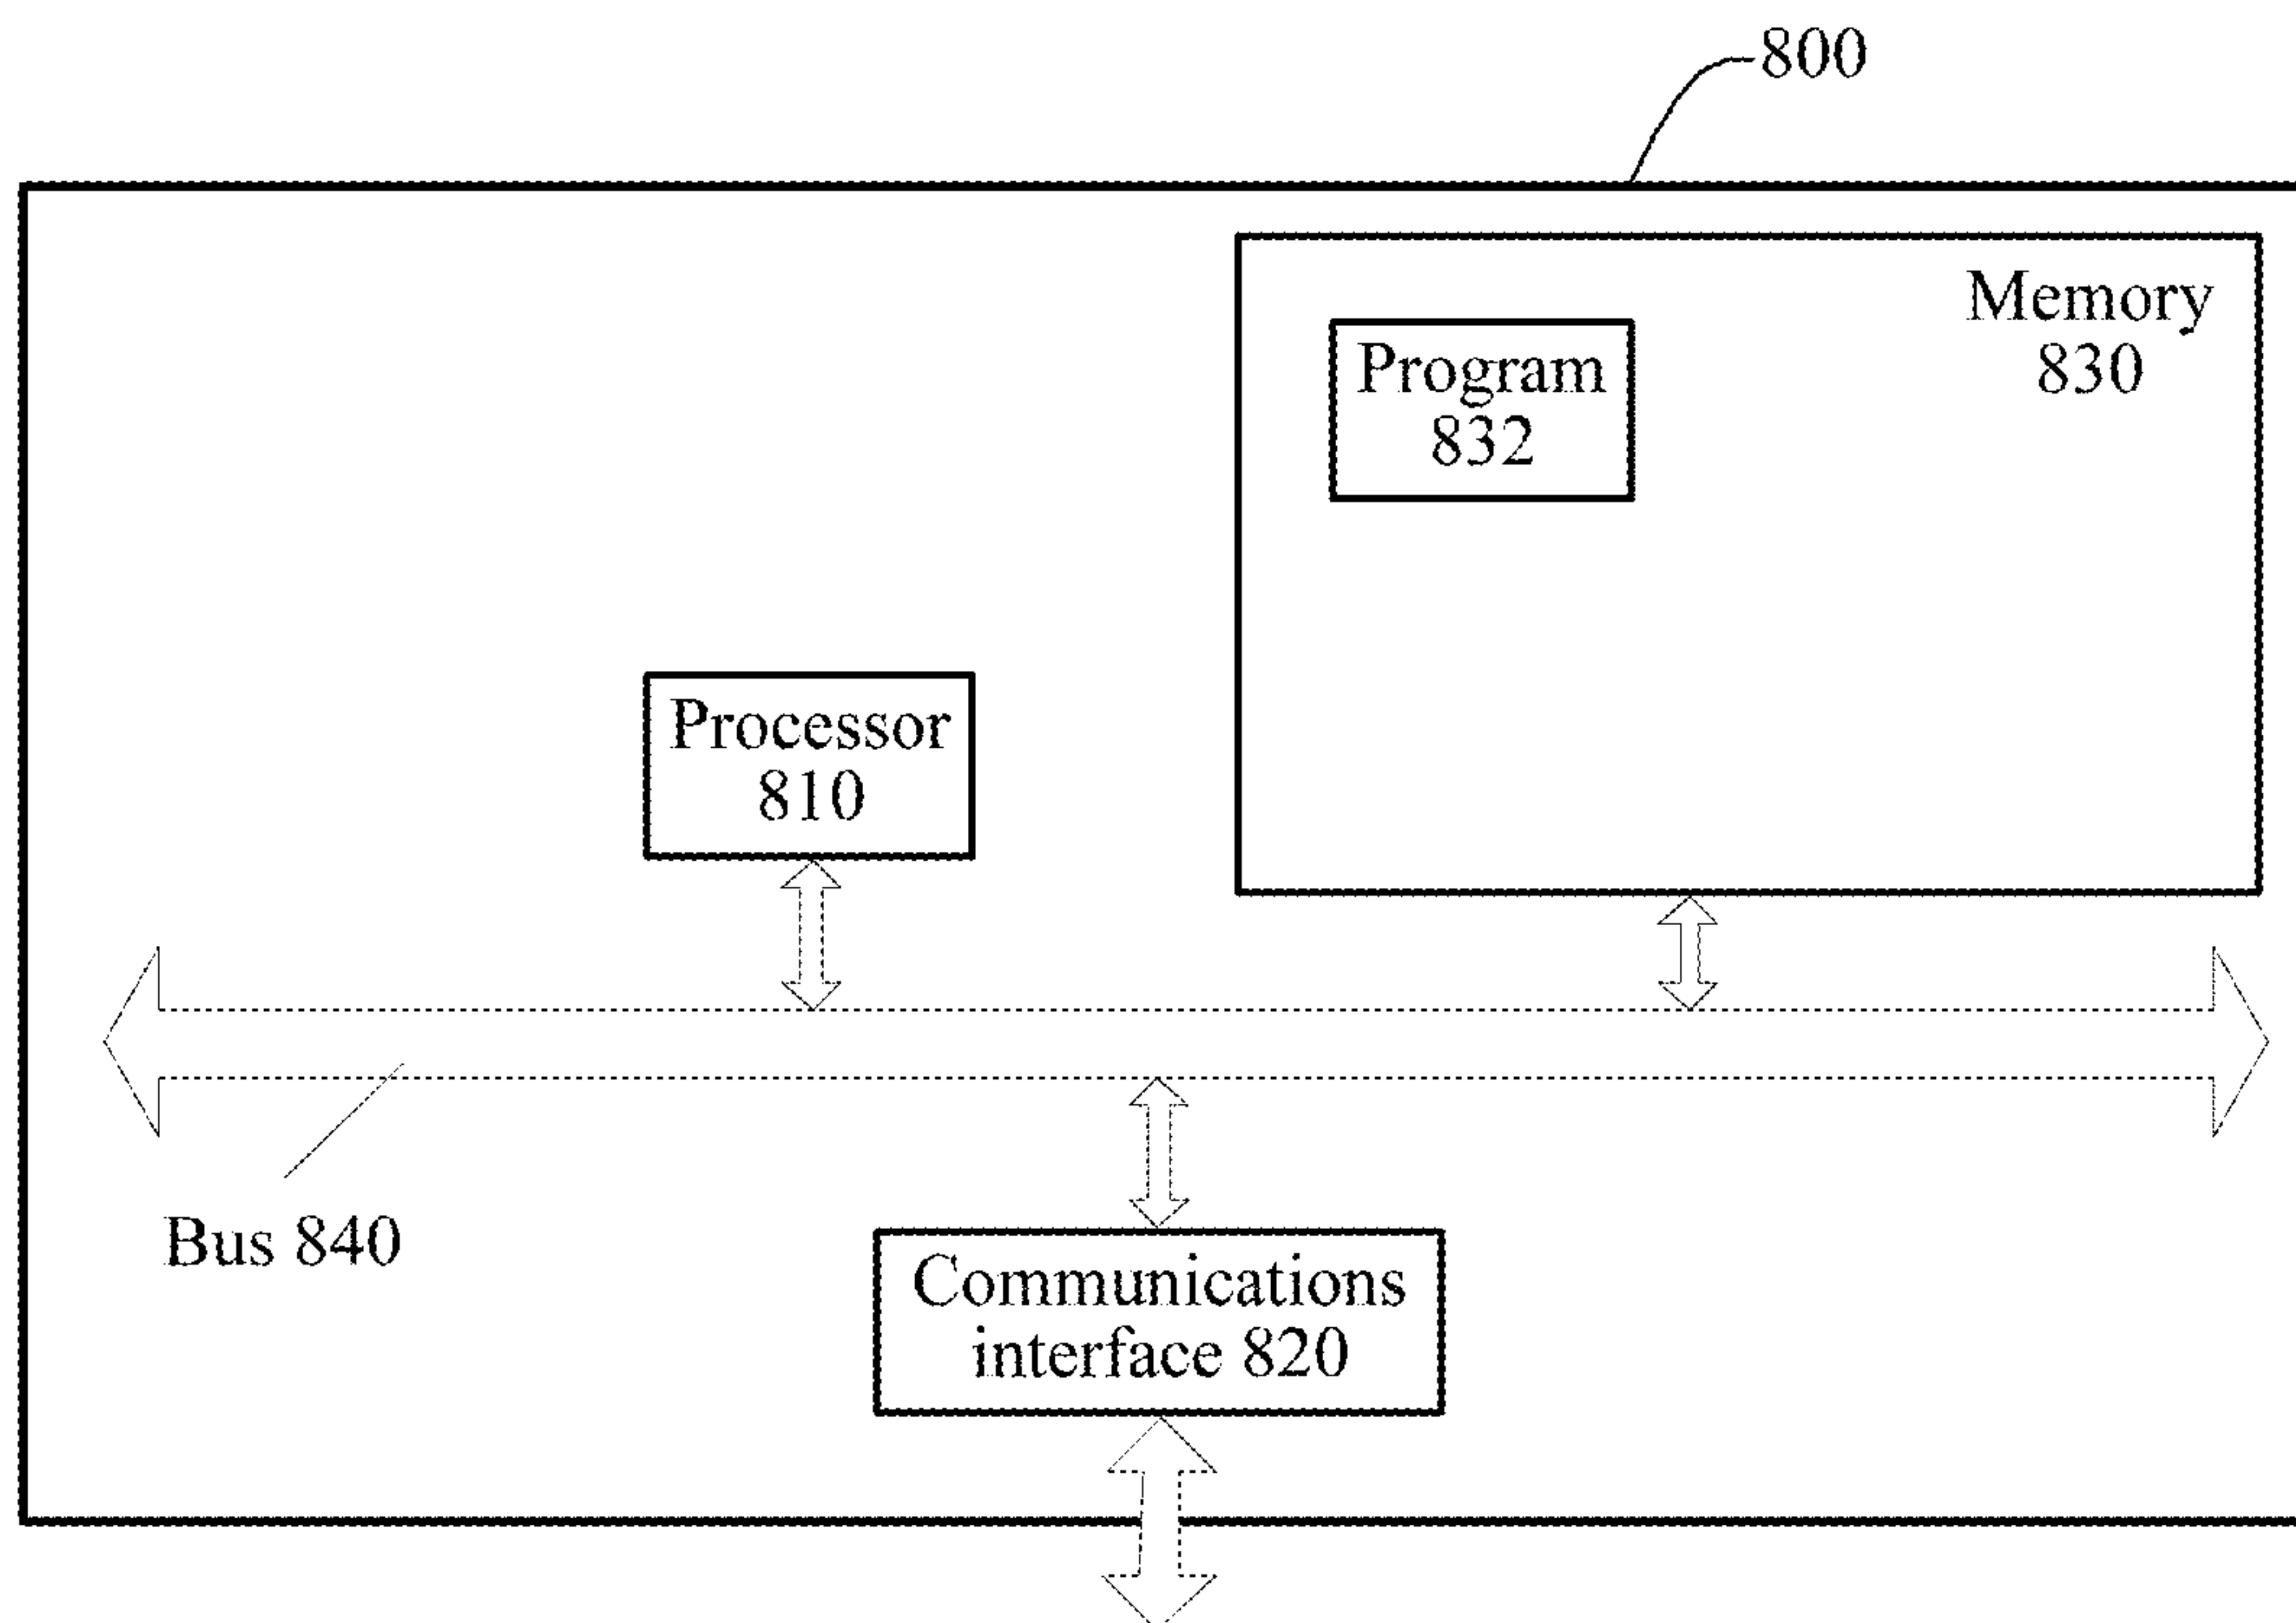 800
Memory
830
Program
832
Processor
810
Bus 840
Communications
interface 820